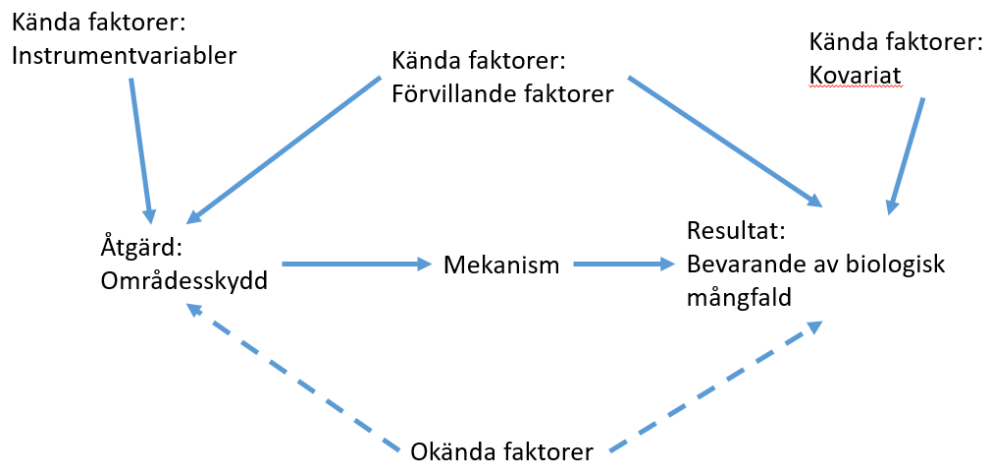 Kända faktorer:
Instrumentvariabler
Kända faktorer:
Förvillande faktorer
Kända faktorer:
Kovariat
Åtgärd:
Områdesskydd
Mekanism
Resultat:
Bevarande av biologisk
mångfald
Okända faktorer